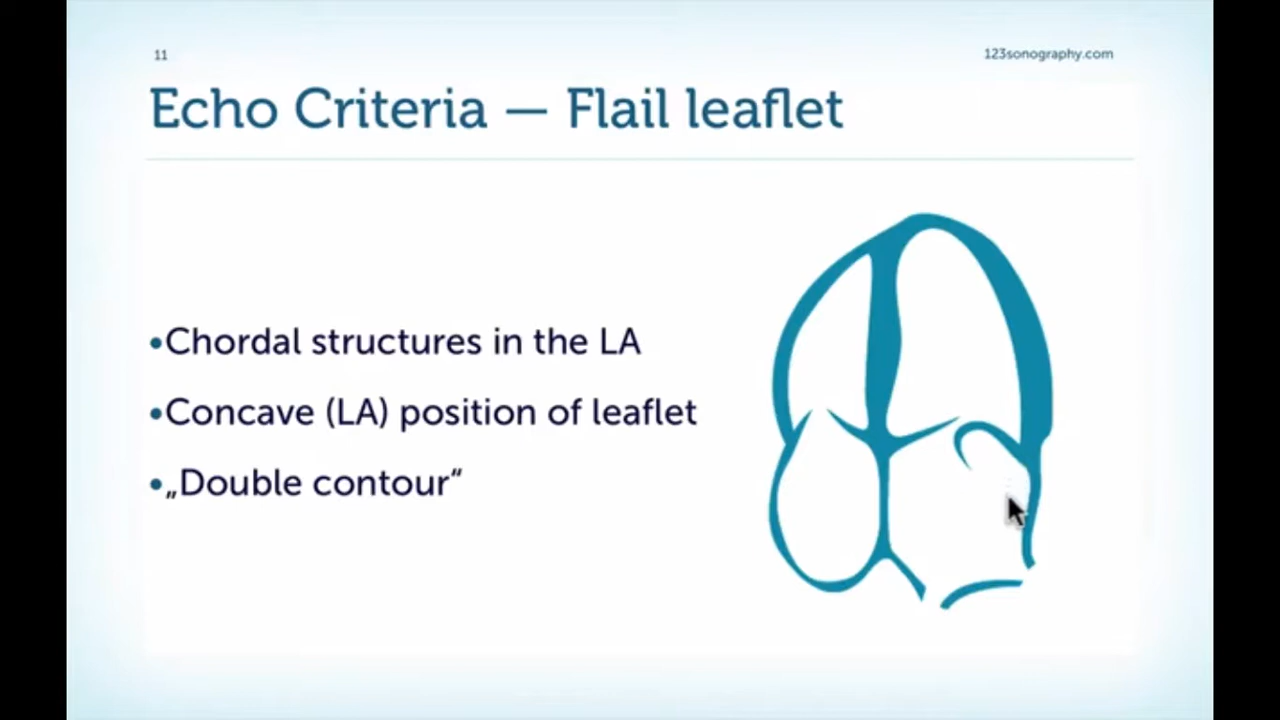 11
123sonography.com
Echo Criteria — Flail leaflet
•Chordal structures in the LA
•Concave (LA) position of leaflet
•„Double contour“